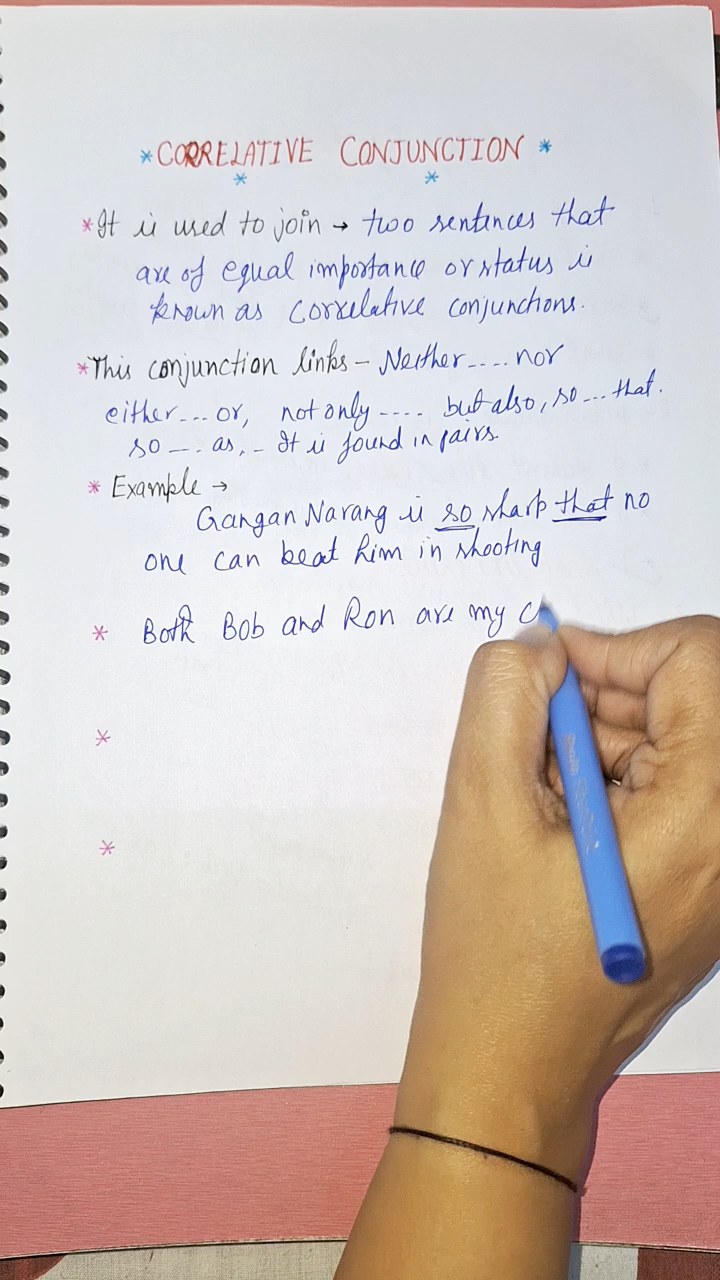 *CORRELATIVE CONJUNCTION*
* *
*It is used to join → two sentences that
are of equal importance or status is
known as correlative conjunctions.
*This conjunction links - Neither .... nor
either ... or, not only .... but also, so ... that.
so - .. as, - It is found in pairs.
* Example →
Gangan Narang is so sharp that no
one can beat him in shooting
* Both Bob and Ron are my c
*
*